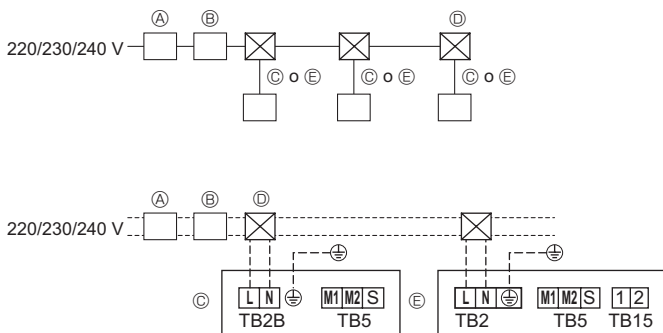 Ⓐ Ⓑ Ⓓ
220/230/240 V
Ⓒ o Ⓔ Ⓒ o Ⓔ Ⓒ o Ⓔ
Ⓐ Ⓑ Ⓓ
220/230/240 V
Ⓒ L N M1 M2 S Ⓔ L N M1 M2 S 1 2
TB2B TB5 TB2 TB5 TB15